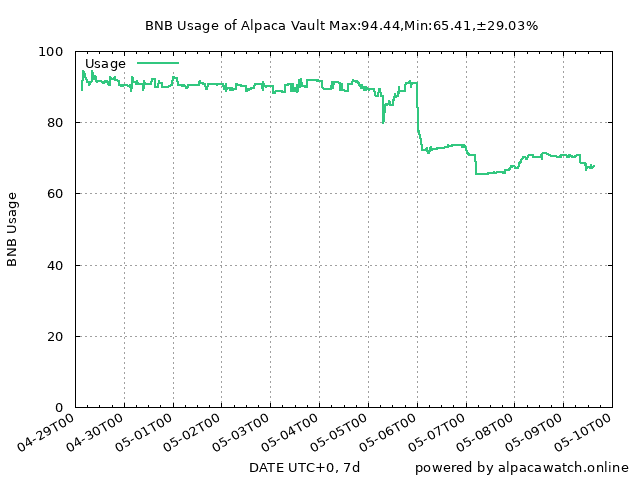 BNB Usage of Alpaca Vault Max:94.44,Min:65.41,±29.03%
Usage
100
80
60
40
20
0
BNB Usage
04-29T00
04-30T00
05-01T00
05-02T00
05-03T00
05-04T00
05-05T00
05-06T00
05-07T00
05-08T00
05-09T00
05-10T00
DATE UTC+0, 7d
powered by alpacawatch.online